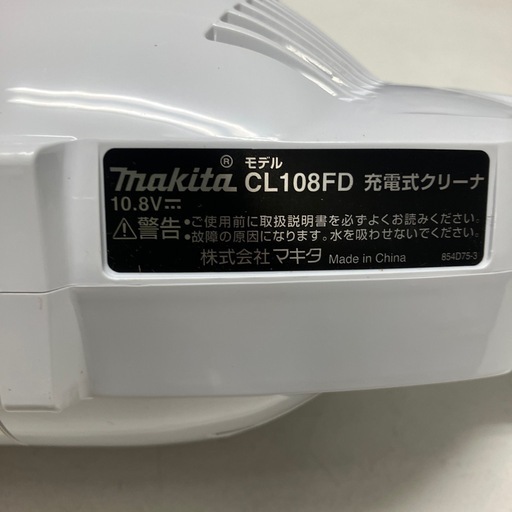 makita® モデル CL108FD 充電式クリーナ
10.8V⎓
⚠警告 •ご使用前に取扱説明書を必ずよくお読みください。
•故障の原因になります。水を吸わせないでください。
株式会社マキタ Made in China 854D75-3